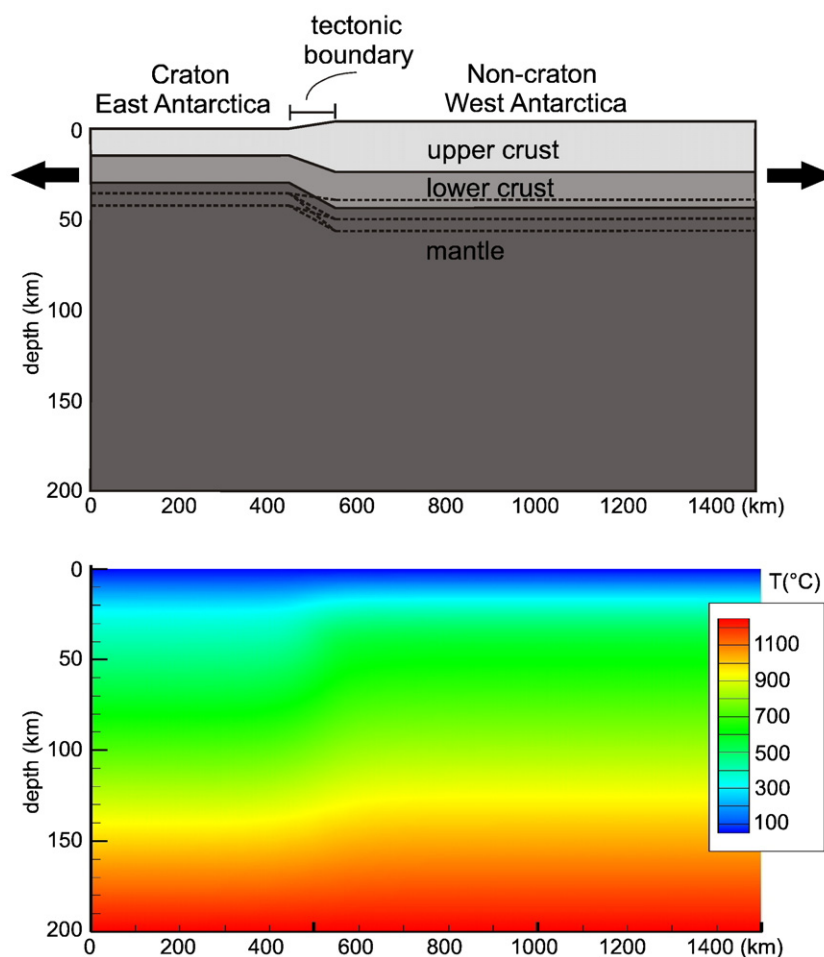 tectonic
boundary
Craton
East Antarctica
Non-craton
West Antarctica
0
50
100
150
200
depth (km)
upper crust
lower crust
mantle
0 200 400 600 800 1000 1200 1400 (km)
T(°C)
1100
900
700
500
300
100
0
50
100
150
200
depth (km)
0 200 400 600 800 1000 1200 1400 (km)